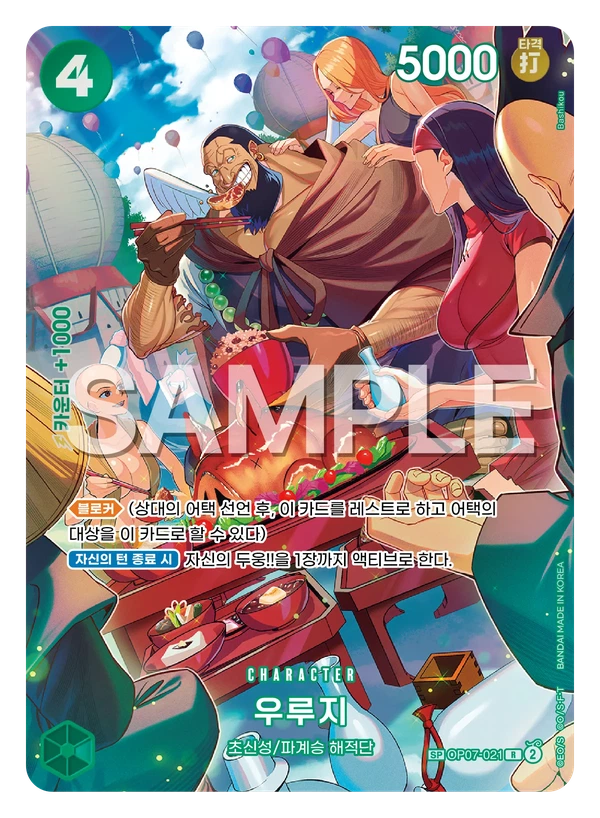 4
5000
타격
打
Bashikou
카운터 +1000
SAMPLE
블로커 (상대의 어택 선언 후, 이 카드를 레스트로 하고 어택의
대상을 이 카드로 할 수 있다)
자신의 턴 종료 시 자신의 두웅!!을 1장까지 액티브로 한다.
CHARACTER
우루지
초신성/파계승 해적단
SP OP07-021 R 2
©EO/S ©O/S·F·T BANDAI MADE IN KOREA